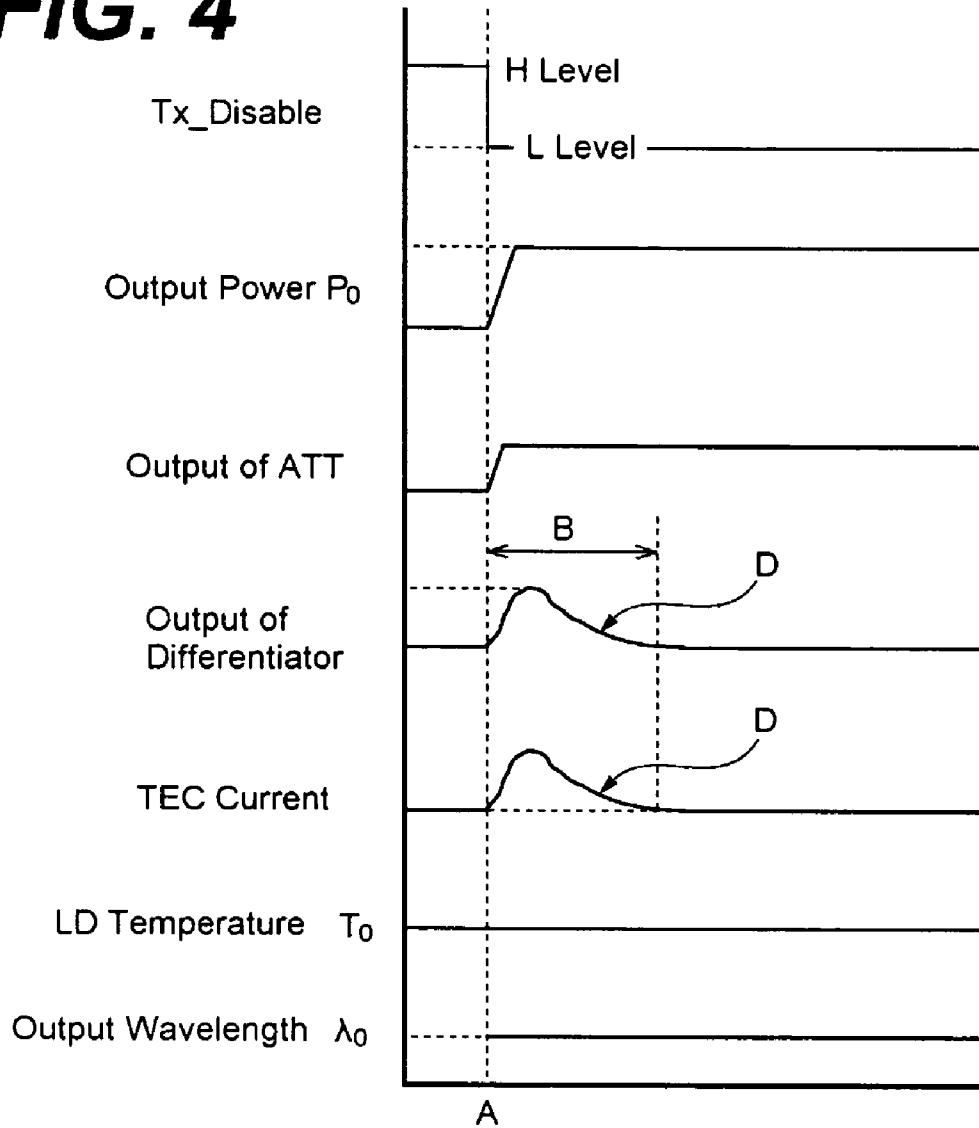 FIG. 4
H Level
Tx_Disable
L Level
Output Power P₀
Output of ATT
B
D
Output of
Differentiator
D
TEC Current
LD Temperature T₀
Output Wavelength λ₀
A